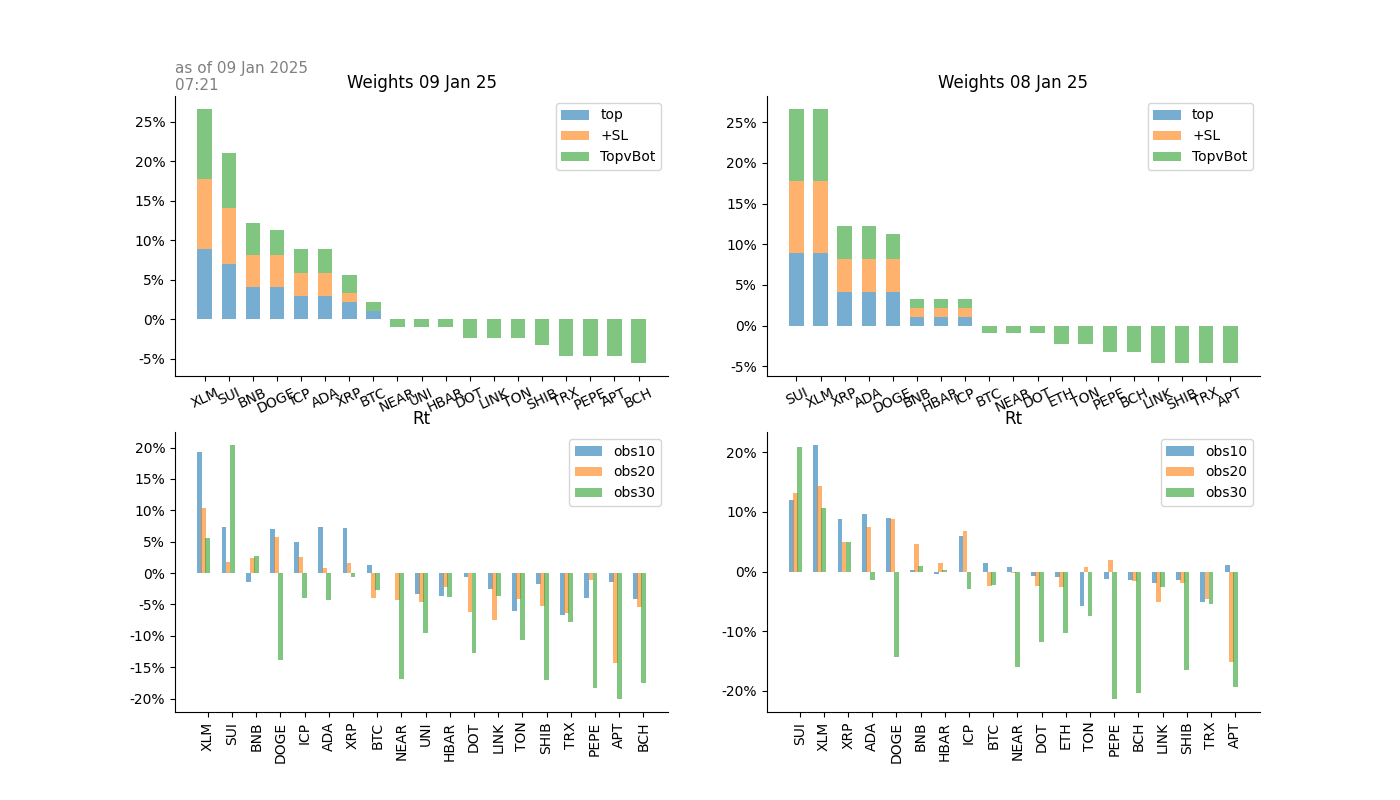 as of 09 Jan 2025
07:21
Weights 09 Jan 25
25%
20%
15%
10%
5%
0%
-5%
top
+SL
TopvBot
XLM SUI BNB DOGE ICP ADA XRP BTC NEAR UNI HBAR DOT LINK TON SHIB TRX PEPE APT BCH
Weights 08 Jan 25
25%
20%
15%
10%
5%
0%
-5%
top
+SL
TopvBot
SUI XLM XRP ADA DOGE BNB HBAR ICP BTC NEAR DOT ETH TON PEPE BCH LINK SHIB TRX APT
Rt
20%
15%
10%
5%
0%
-5%
-10%
-15%
-20%
obs10
obs20
obs30
XLM SUI BNB DOGE ICP ADA XRP BTC NEAR UNI HBAR DOT LINK TON SHIB TRX PEPE APT BCH
Rt
20%
10%
0%
-10%
-20%
obs10
obs20
obs30
SUI XLM XRP ADA DOGE BNB HBAR ICP BTC NEAR DOT ETH TON PEPE BCH LINK SHIB TRX APT